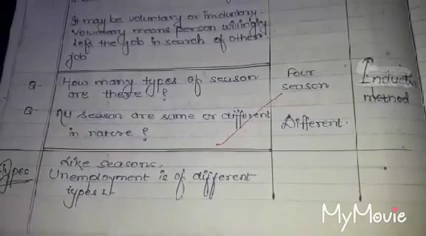 It may be voluntary or involuntary.
Voluntary means person willingly
left the job in search of other
job
Q- How many types of season
are there?
Four
season
Q- All season are same or different
in nature?
Different.
Inducti
method
Types
Like seasons,
Unemployment is of different
types
MyMovie